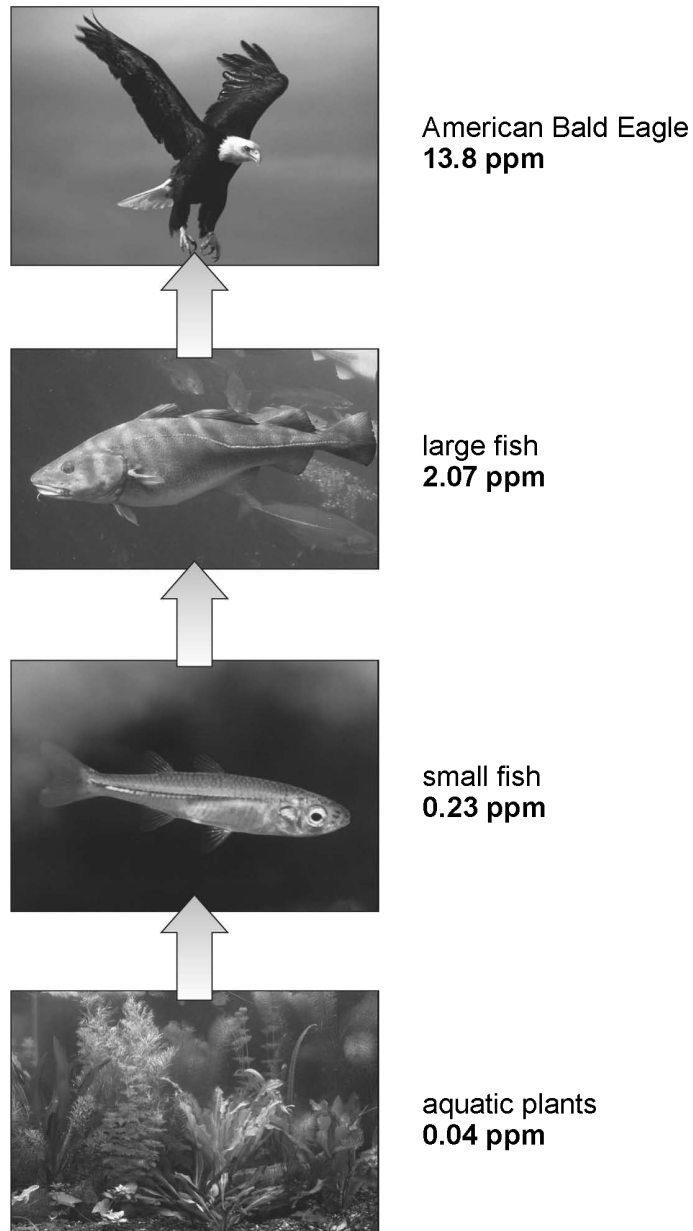 American Bald Eagle
13.8 ppm
large fish
2.07 ppm
small fish
0.23 ppm
aquatic plants
0.04 ppm